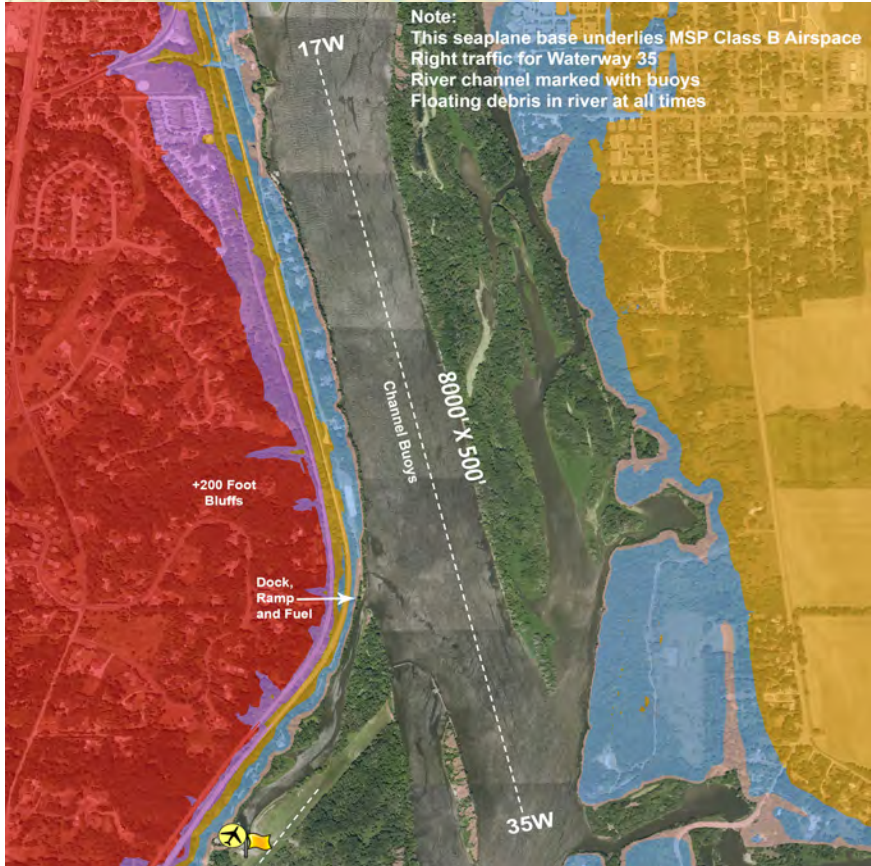 Note:
This seaplane base underlies MSP Class B Airspace
Right traffic for Waterway 35
River channel marked with buoys
Floating debris in river at all times
17W
8000' X 500'
Channel Buoys
+200 Foot
Bluffs
Dock,
Ramp
and Fuel
35W